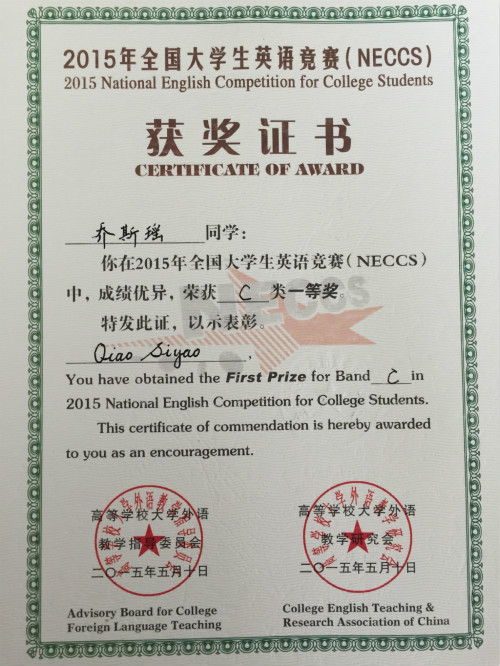 2015年全国大学生英语竞赛(NECCS)
2015 National English Competition for College Students
获奖证书
CERTIFICATE OF AWARD
乔斯瑶 同学:
你在2015年全国大学生英语竞赛(NECCS)
中，成绩优异，荣获 C 类一等奖。
特发此证，以示表彰。
NECCS
Qiao Siyao,
You have obtained the First Prize for Band C in
2015 National English Competition for College Students.
This certificate of commendation is hereby awarded
to you as an encouragement.
高等学校大学外语
教学指导委员会
二〇一五年五月十日
Advisory Board for College
Foreign Language Teaching
高等学校大学外语
教学研究会
二〇一五年五月十日
College English Teaching &
Research Association of China